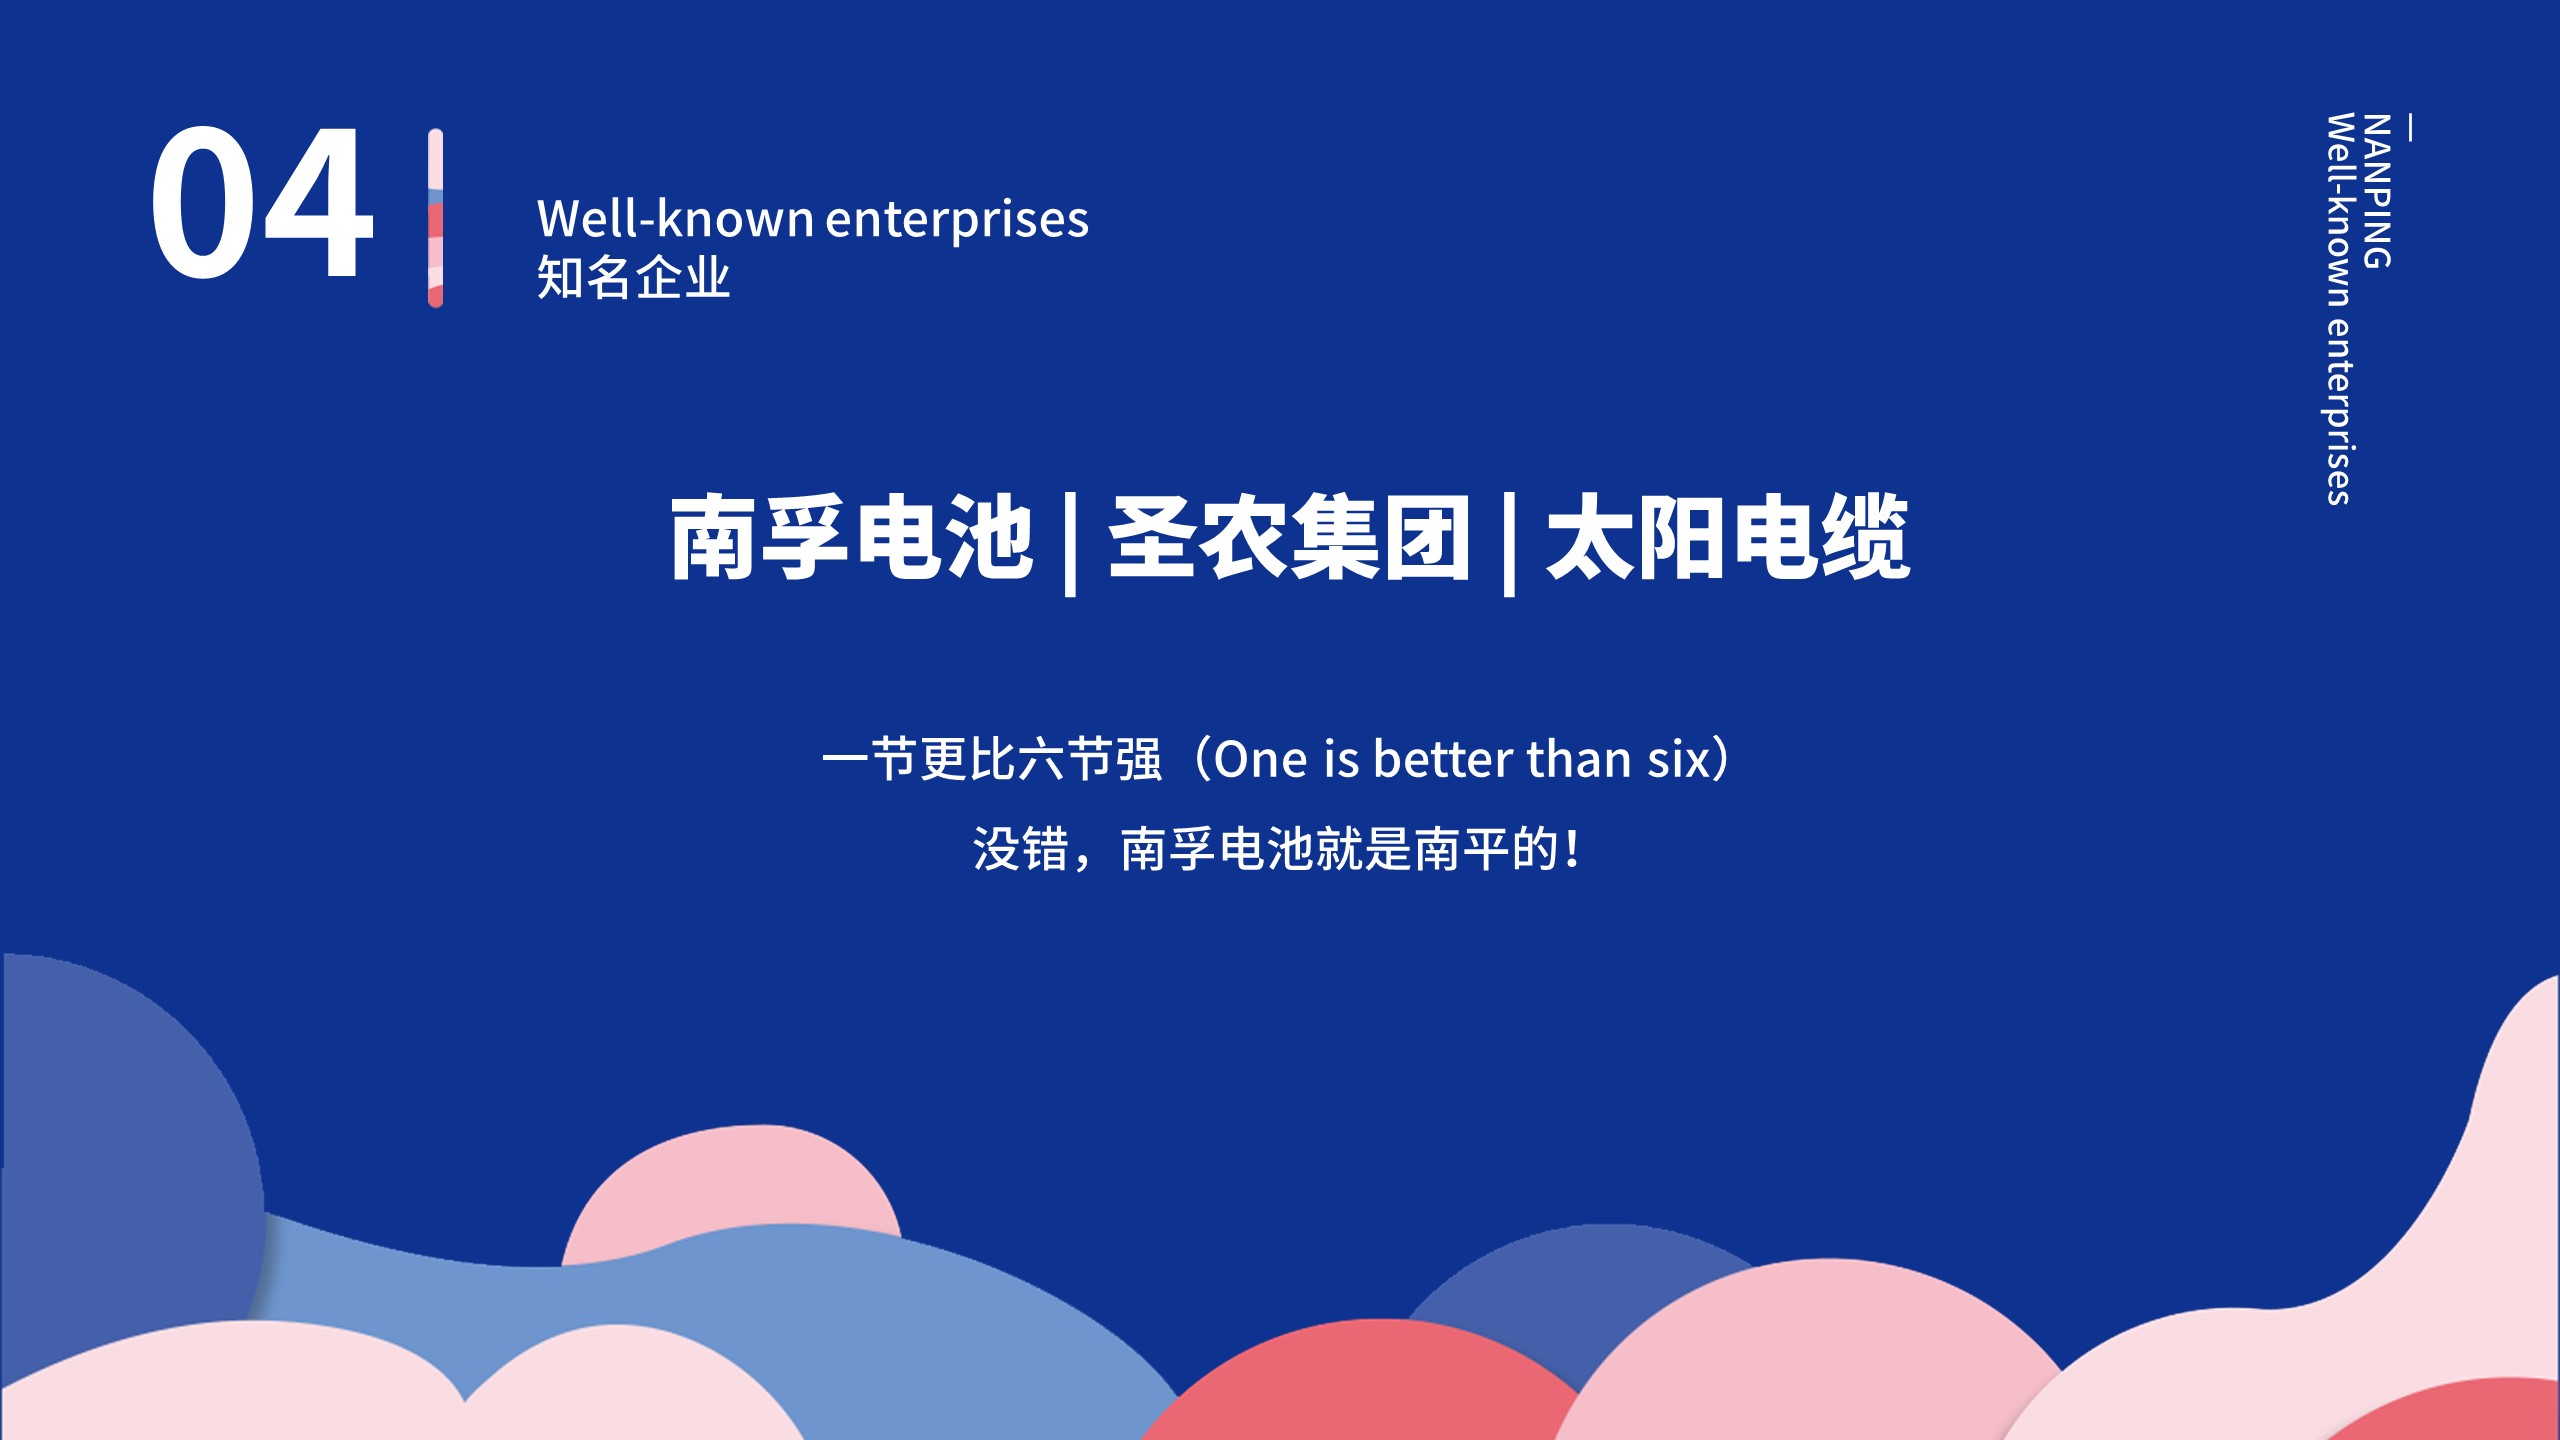 04
Well-known enterprises
知名企业
—
NANPING
Well-known enterprises
南孚电池 | 圣农集团 | 太阳电缆
一节更比六节强（One is better than six）
没错，南孚电池就是南平的！